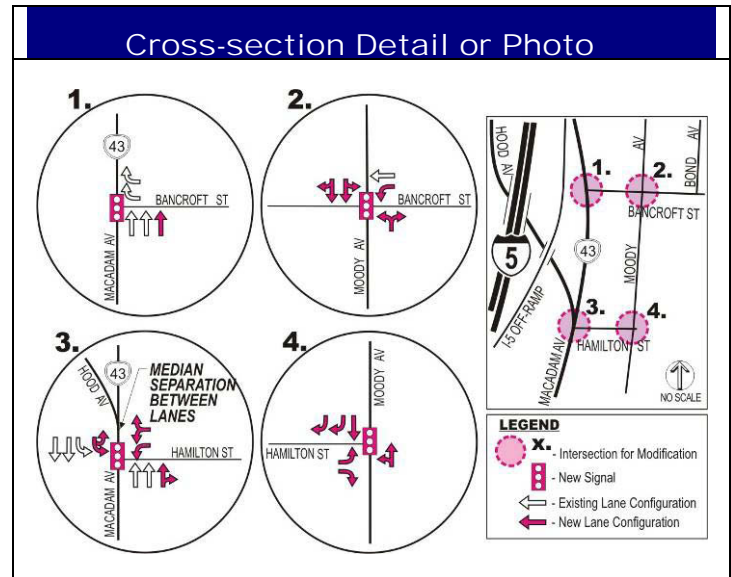 Cross-section Detail or Photo
1.
43
BANCROFT ST
MACADAM AV
2.
BANCROFT ST
MOODY AV
3.
HOOD AV
43
MEDIAN
SEPARATION
BETWEEN
LANES
HAMILTON ST
MACADAM AV
4.
MOODY AV
HAMILTON ST
HOOD AV
AV
BOND AV
1.
2.
BANCROFT ST
5
43
MOODY
I-5 OFF-RAMP
3.
4.
HAMILTON ST
MACADAM AV
NO SCALE
LEGEND
X. - Intersection for Modification
- New Signal
- Existing Lane Configuration
- New Lane Configuration